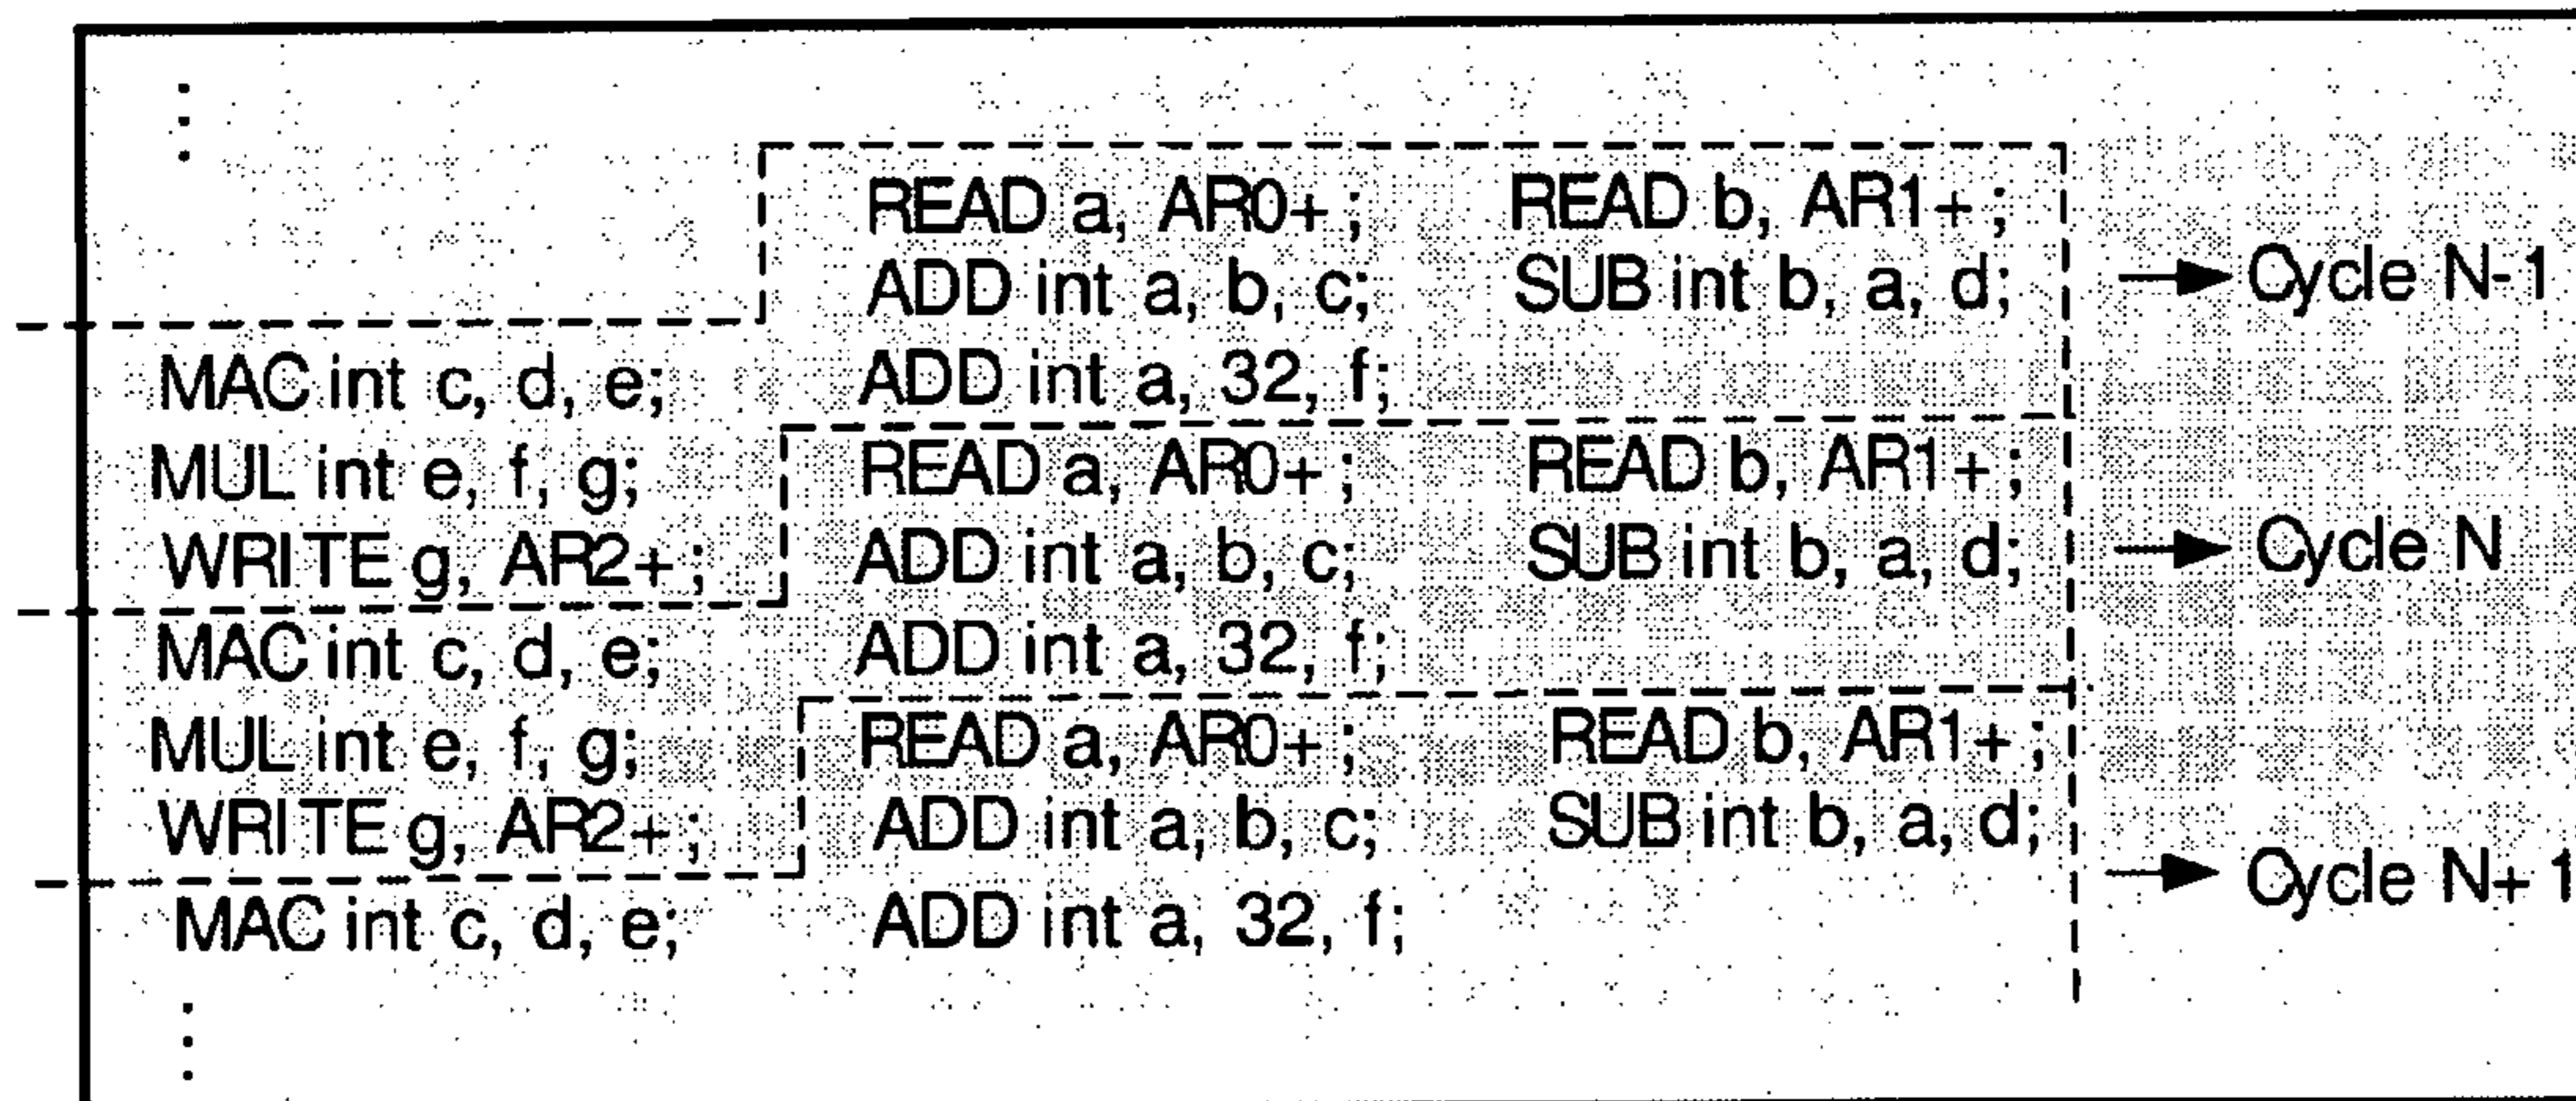 READ a, AR0+; READ b, AR1+;
ADD int a, b, c; SUB int b, a, d; Cycle N-1
MAC int c, d, e; ADD int a, 32, f;
MUL int e, f, g; READ a, AR0+; READ b, AR1+;
WRITE g, AR2+; ADD int a, b, c; SUB int b, a, d; Cycle N
MAC int c, d, e; ADD int a, 32, f;
MUL int e, f, g; READ a, AR0+; READ b, AR1+;
WRITE g, AR2+; ADD int a, b, c; SUB int b, a, d;
Cycle N+1
MAC int c, d, e; ADD int a, 32, f;